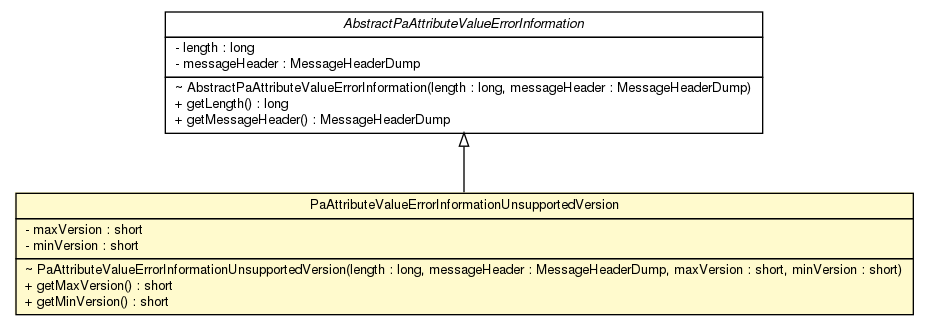 AbstractPaAttributeValueErrorInformation
- length : long
- messageHeader : MessageHeaderDump
~ AbstractPaAttributeValueErrorInformation(length : long, messageHeader : MessageHeaderDump)
+ getLength() : long
+ getMessageHeader() : MessageHeaderDump
PaAttributeValueErrorInformationUnsupportedVersion
- maxVersion : short
- minVersion : short
~ PaAttributeValueErrorInformationUnsupportedVersion(length : long, messageHeader : MessageHeaderDump, maxVersion : short, minVersion : short)
+ getMaxVersion() : short
+ getMinVersion() : short